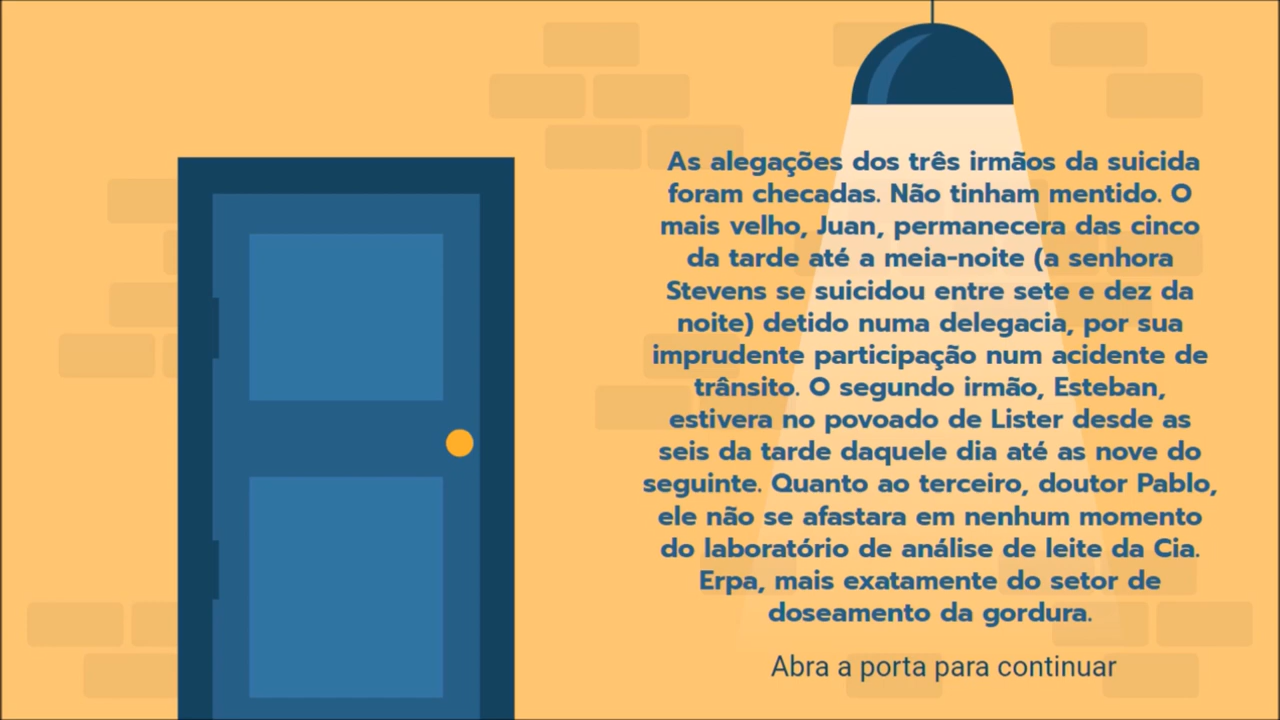 As alegações dos três irmãos da suicida
foram checadas. Não tinham mentido. O
mais velho, Juan, permanecera das cinco
da tarde até a meia-noite (a senhora
Stevens se suicidou entre sete e dez da
noite) detido numa delegacia, por sua
imprudente participação num acidente de
trânsito. O segundo irmão, Esteban,
estivera no povoado de Lister desde as
seis da tarde daquele dia até as nove do
seguinte. Quanto ao terceiro, doutor Pablo,
ele não se afastara em nenhum momento
do laboratório de análise de leite da Cia.
Erpa, mais exatamente do setor de
doseamento da gordura.
Abra a porta para continuar